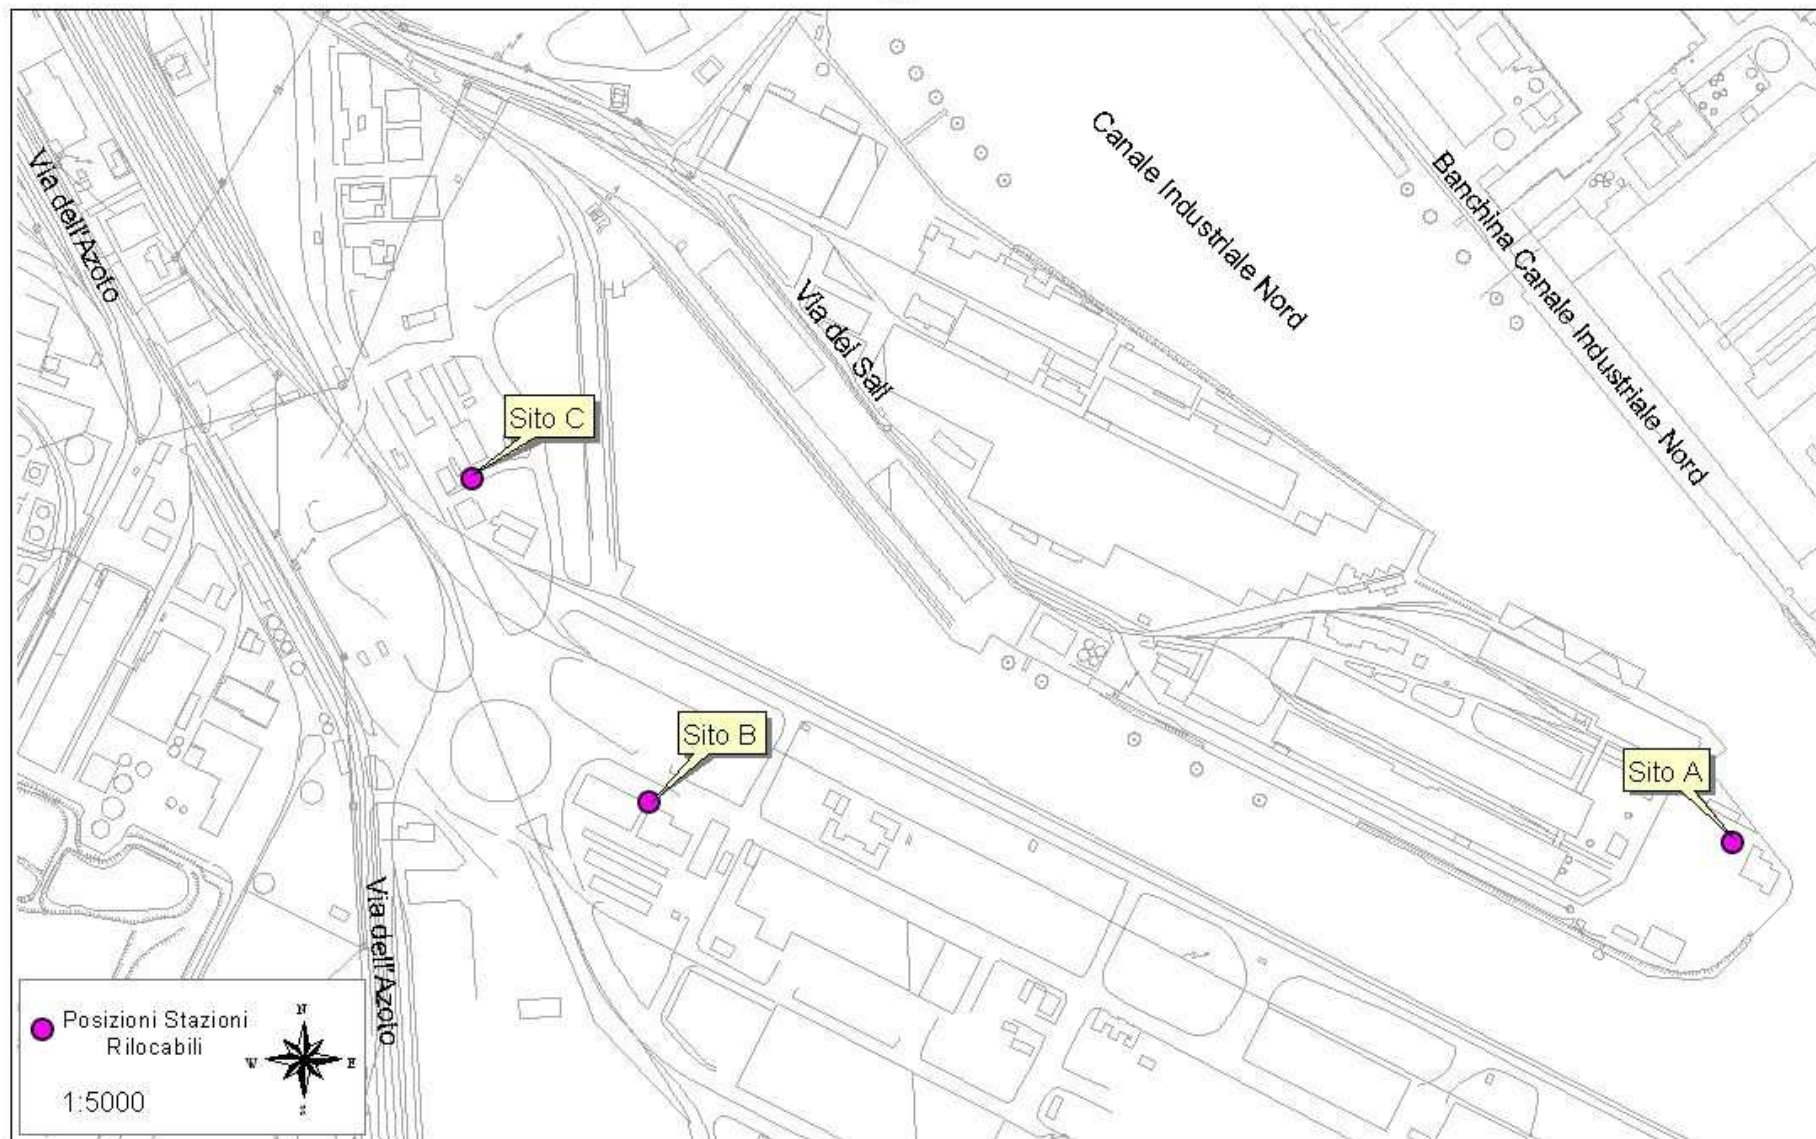 Canale Industriale Nord
Banchina Canale Industriale Nord
Via dell'Azoto
Via dei Sali
Sito C
Sito B
Sito A
Via dell'Azoto
Posizioni Stazioni
Rilocabili
N
W
E
S
1:5000